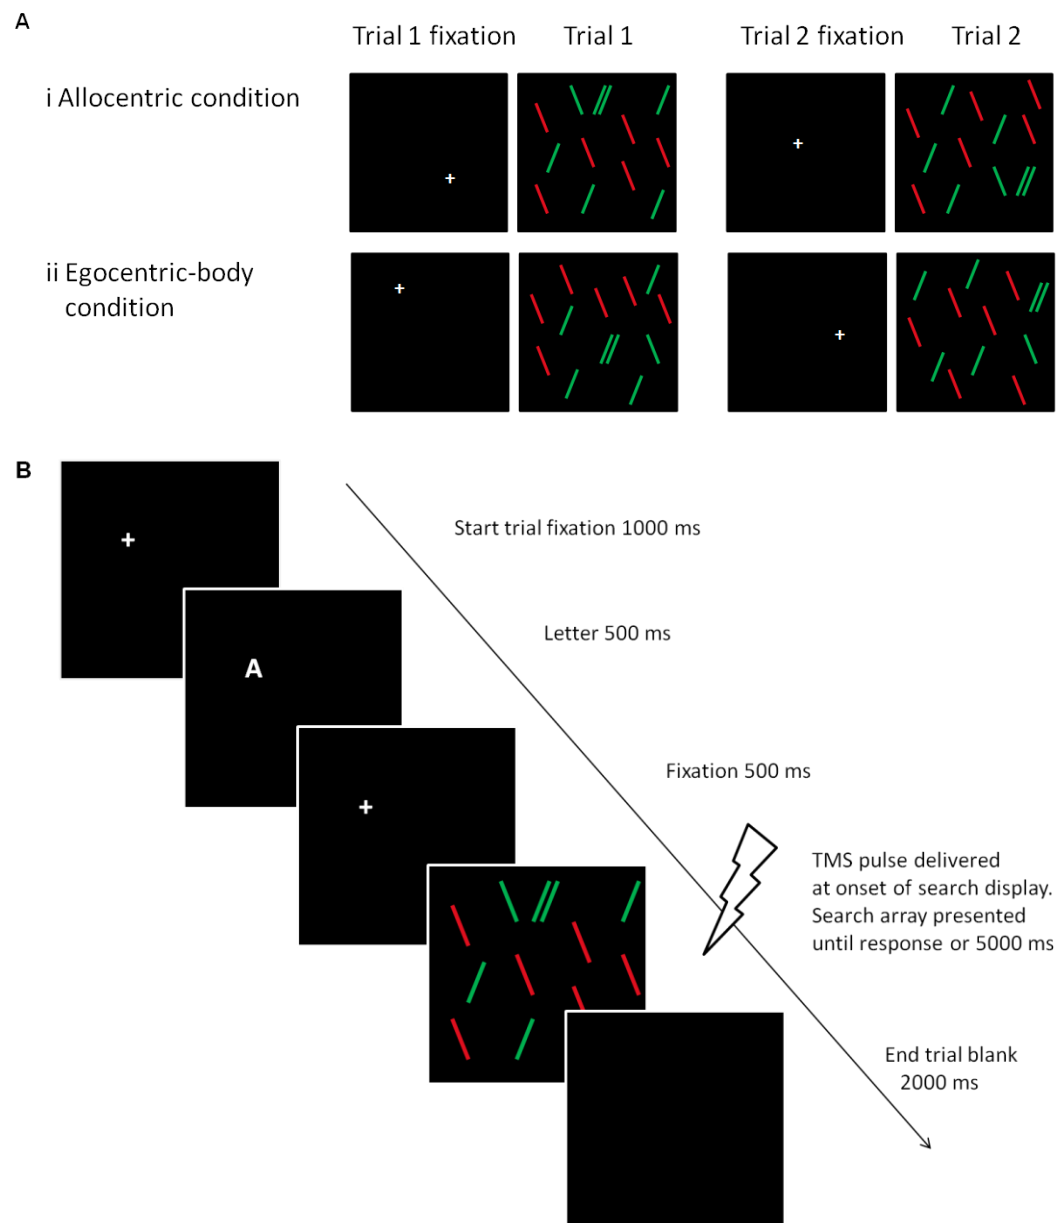 A
Trial 1 fixation Trial 1 Trial 2 fixation Trial 2
i Allocentric condition
ii Egocentric-body
condition
B
Start trial fixation 1000 ms
Letter 500 ms
A
Fixation 500 ms
TMS pulse delivered
at onset of search display.
Search array presented
until response or 5000 ms
End trial blank
2000 ms